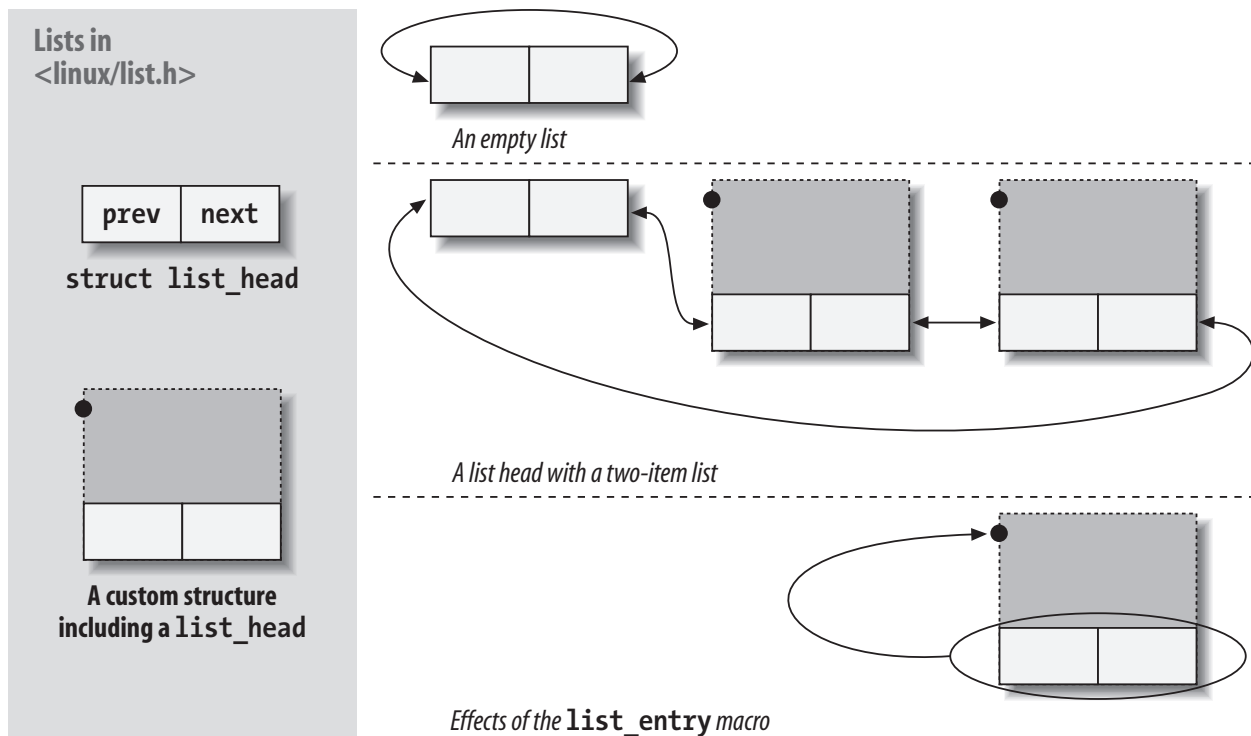 Lists in
<linux/list.h>
prev next
struct list_head
A custom structure
including a list_head
An empty list
A list head with a two-item list
Effects of the list_entry macro